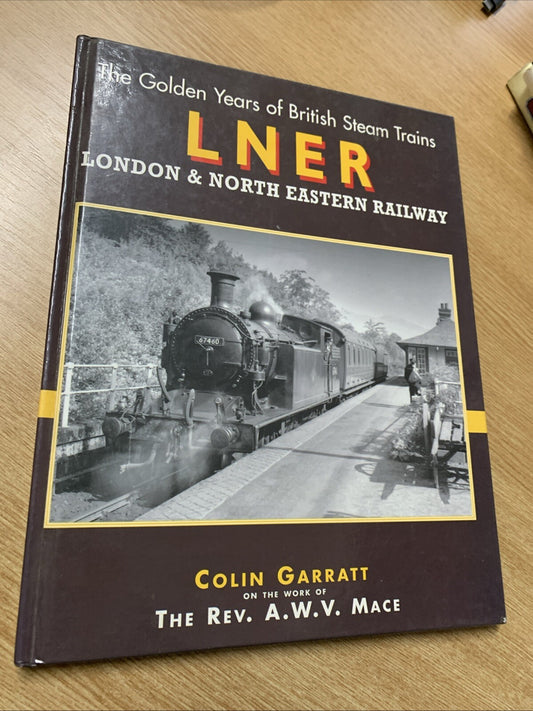 The Golden Years of British Steam Trains
LNER
LONDON & NORTH EASTERN RAILWAY
67460
COLIN GARRATT
ON THE WORK OF
THE REV. A.W.V. MACE